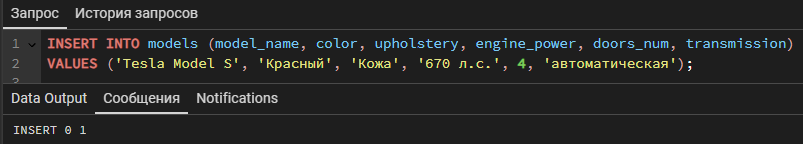 Запрос История запросов
1 INSERT INTO models (model_name, color, upholstery, engine_power, doors_num, transmission)
2 VALUES ('Tesla Model S', 'Красный', 'Кожа', '670 л.с.', 4, 'автоматическая');
3
Data Output Сообщения Notifications
INSERT 0 1